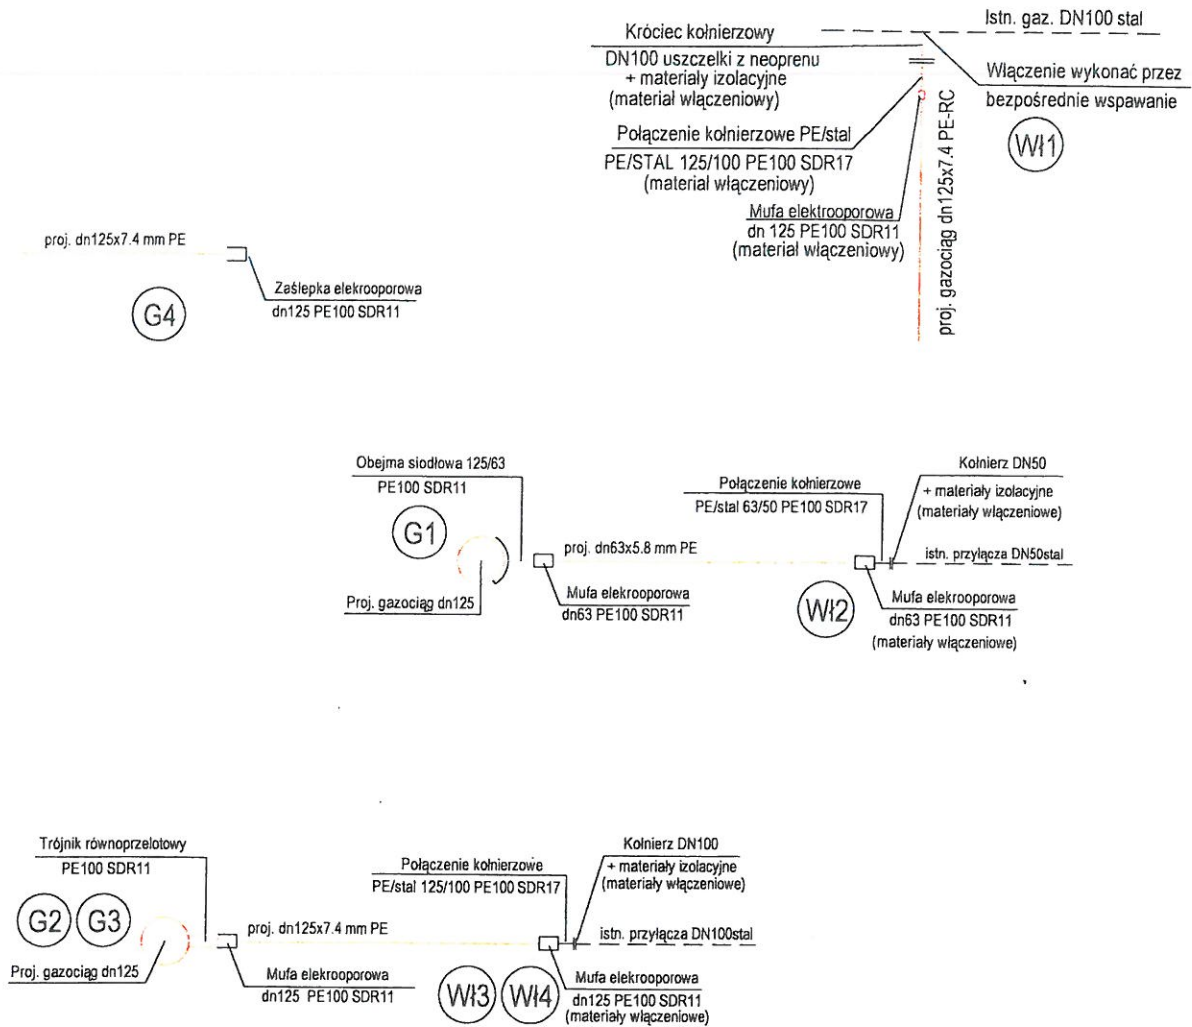 Istn. gaz. DN100 stal
Króciec kołnierzowy
DN100 uszczelki z neoprenu
+ materiały izolacyjne
(materiał włączeniowy)
Włączenie wykonać przez
bezpośrednie wspawanie
Wł1
Połączenie kołnierzowe PE/stal
PE/STAL 125/100 PE100 SDR17
(materiał włączeniowy)
Mufa elektrooporowa
dn 125 PE100 SDR11
(materiał włączeniowy)
proj. gazociąg dn125x7.4 PE-RC
proj. dn125x7.4 mm PE
Zaślepka elekrooporowa
dn125 PE100 SDR11
G4
Obejma siodłowa 125/63
PE100 SDR11
G1
Proj. gazociąg dn125
proj. dn63x5.8 mm PE
Mufa elekrooporowa
dn63 PE100 SDR11
Połączenie kołnierzowe
PE/stal 63/50 PE100 SDR17
Kołnierz DN50
+ materiały izolacyjne
(materiały włączeniowe)
istn. przyłącza DN50stal
Wł2
Mufa elekrooporowa
dn63 PE100 SDR11
(materiały włączeniowe)
Trójnik równoprzelotowy
PE100 SDR11
G2 G3
Proj. gazociąg dn125
proj. dn125x7.4 mm PE
Mufa elekrooporowa
dn125 PE100 SDR11
Połączenie kołnierzowe
PE/stal 125/100 PE100 SDR17
Kołnierz DN100
+ materiały izolacyjne
(materiały włączeniowe)
istn. przyłącza DN100stal
Wł3 Wł4
Mufa elekrooporowa
dn125 PE100 SDR11
(materiały włączeniowe)